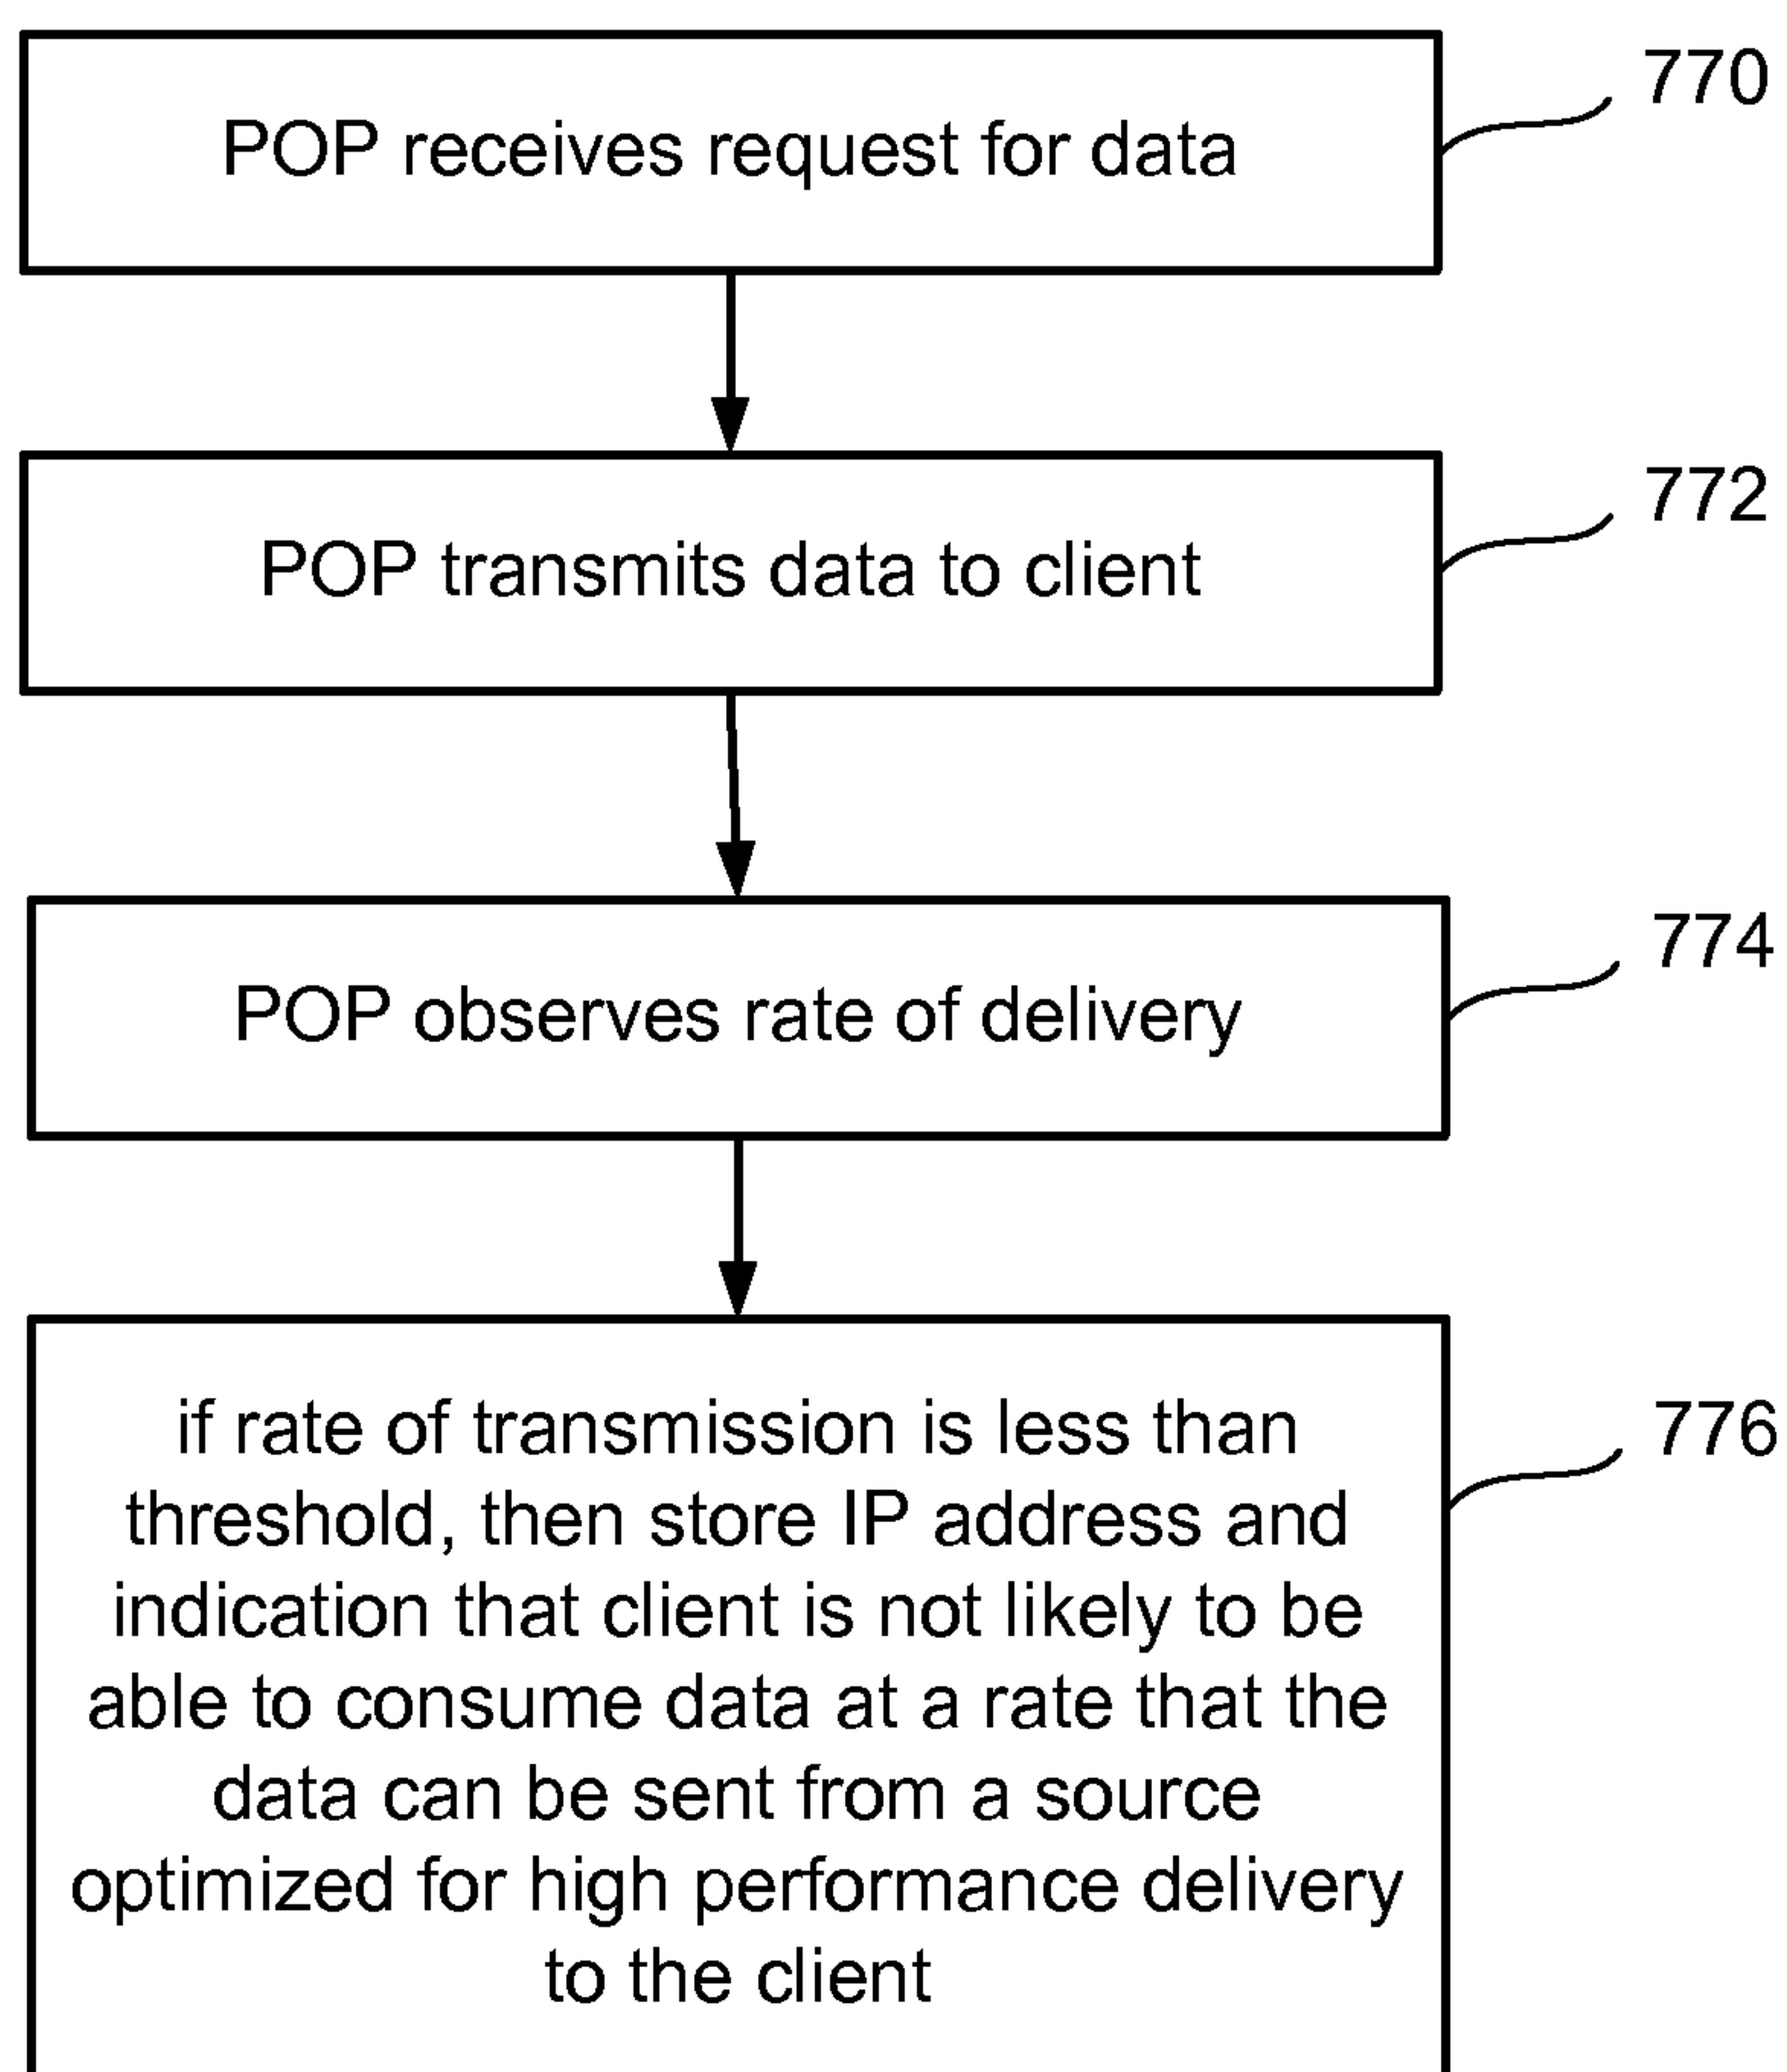 POP receives request for data
770
POP transmits data to client
772
POP observes rate of delivery
774
if rate of transmission is less than
threshold, then store IP address and
indication that client is not likely to be
able to consume data at a rate that the
data can be sent from a source
optimized for high performance delivery
to the client
776